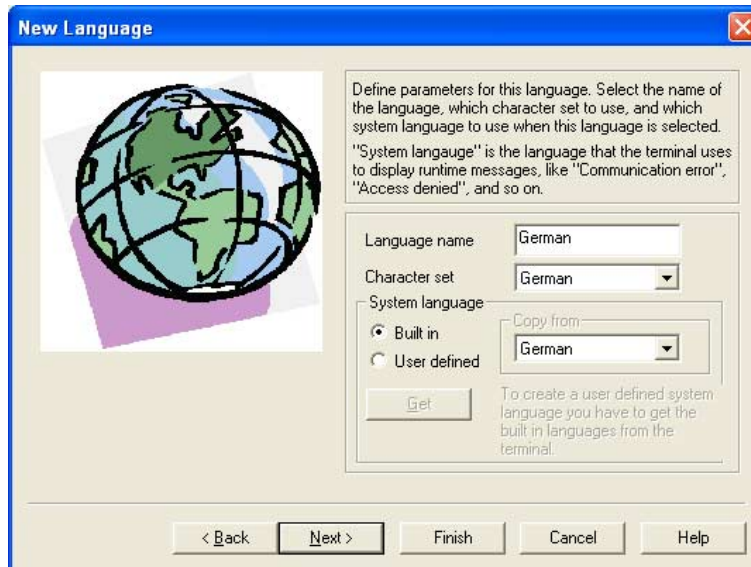 New Language
Define parameters for this language. Select the name
of the language, which character set to use, and which
system language to use when this language is selected.
"System langauge" is the language that the terminal uses
to display runtime messages, like "Communication error",
"Access denied", and so on.
Language name German
Character set German
System language
Built in
User defined
Copy from
German
Get
To create a user defined system
language you have to get the
built in languages from the
terminal.
< Back Next > Finish Cancel Help